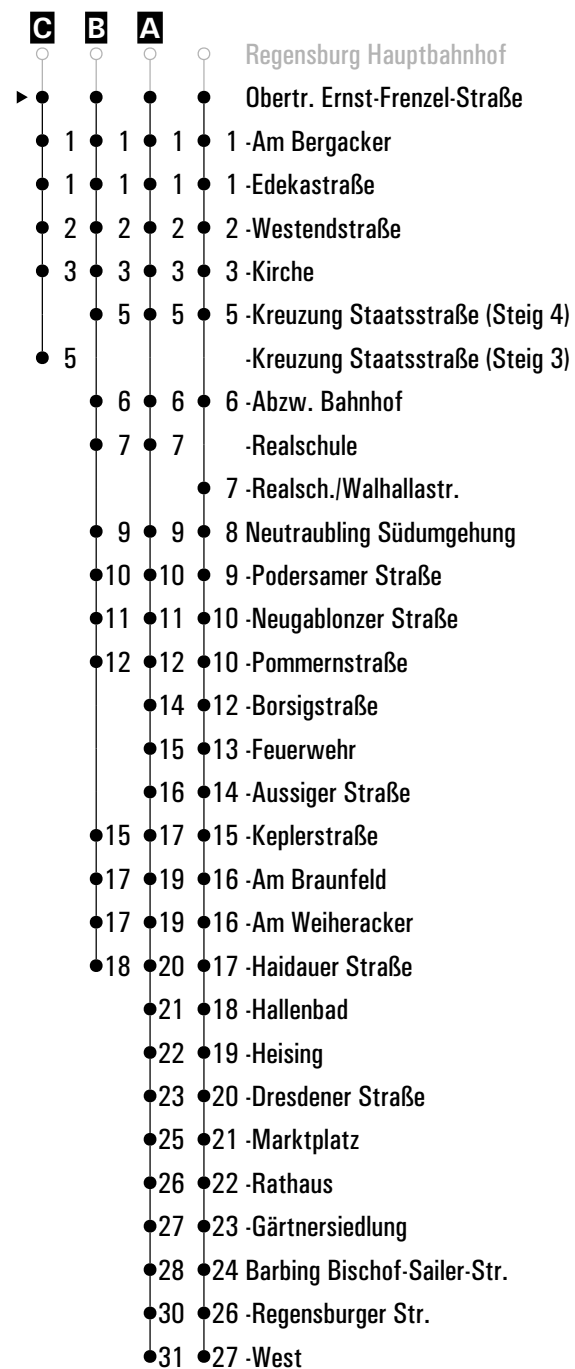 C B A
Regensburg Hauptbahnhof
Obertr. Ernst-Frenzel-Straße
1 1 1 1 -Am Bergacker
1 1 1 1 -Edekastraße
2 2 2 2 -Westendstraße
3 3 3 3 -Kirche
5 5 5 -Kreuzung Staatsstraße (Steig 4)
5 -Kreuzung Staatsstraße (Steig 3)
6 6 6 -Abzw. Bahnhof
7 7 -Realschule
7 -Realsch./Walhallastr.
9 9 8 Neutraubling Südumgehung
10 10 9 -Podersamer Straße
11 11 10 -Neugablonzer Straße
12 12 10 -Pommernstraße
14 12 -Borsigstraße
15 13 -Feuerwehr
16 14 -Aussiger Straße
15 17 15 -Keplerstraße
17 19 16 -Am Braunfeld
17 19 16 -Am Weiheracker
18 20 17 -Haidauer Straße
21 18 -Hallenbad
22 19 -Heising
23 20 -Dresdener Straße
25 21 -Marktplatz
26 22 -Rathaus
27 23 -Gärtnersiedlung
28 24 Barbing Bischof-Sailer-Str.
30 26 -Regensburger Str.
31 27 -West